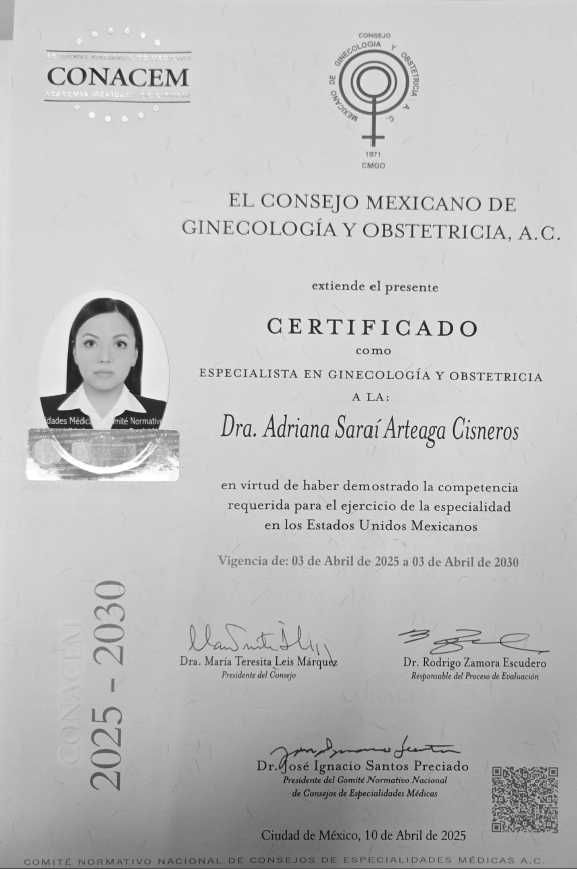 CONACEM
CONSEJO
MEXICANO DE GINECOLOGIA Y OBSTETRICIA A.C.
1971
CMGO
EL CONSEJO MEXICANO DE
GINECOLOGÍA Y OBSTETRICIA, A.C.
extiende el presente
CERTIFICADO
como
ESPECIALISTA EN GINECOLOGÍA Y OBSTETRICIA
A LA:
Dra. Adriana Saraí Arteaga Cisneros
en virtud de haber demostrado la competencia
requerida para el ejercicio de la especialidad
en los Estados Unidos Mexicanos
Vigencia de: 03 de Abril de 2025 a 03 de Abril de 2030
CONACEM
2025 - 2030
Dra. María Teresita Leis Márquez
Presidente del Consejo
Dr. Rodrigo Zamora Escudero
Responsable del Proceso de Evaluación
Dr. José Ignacio Santos Preciado
Presidente del Comité Normativo Nacional
de Consejos de Especialidades Médicas
Ciudad de México, 10 de Abril de 2025
COMITÉ NORMATIVO NACIONAL DE CONSEJOS DE ESPECIALIDADES MÉDICAS A.C.